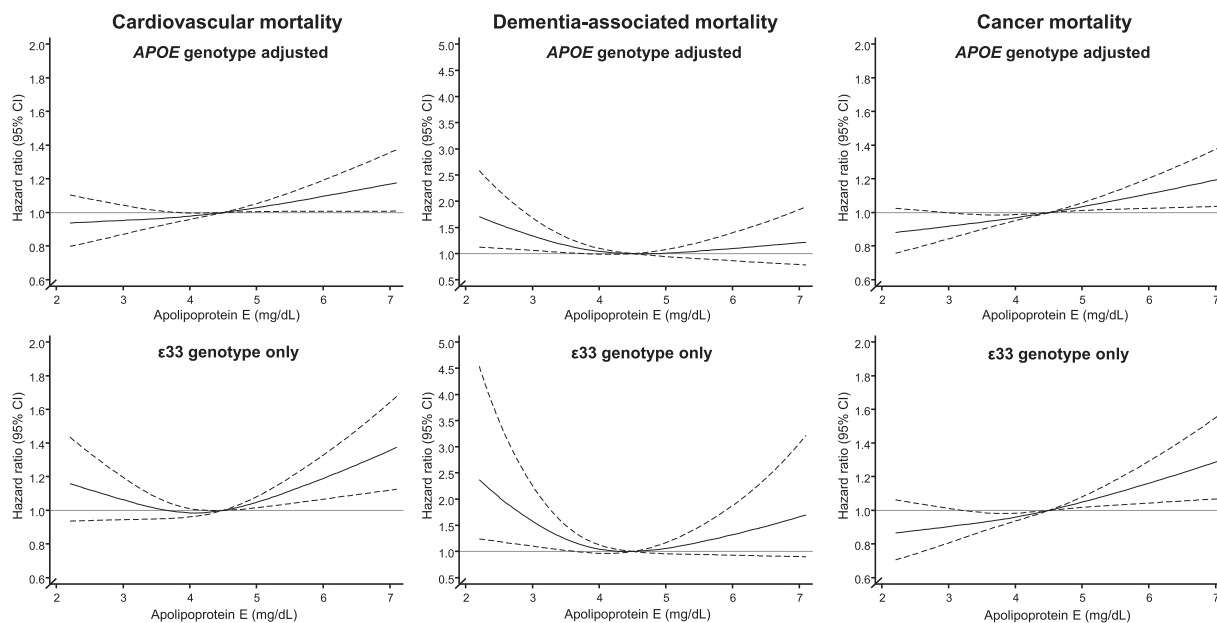 Cardiovascular mortality
APOE genotype adjusted
Hazard ratio (95% CI)
2.0
1.8
1.6
1.4
1.2
1.0
0.8
0.6
2 3 4 5 6 7
Apolipoprotein E (mg/dL)
Dementia-associated mortality
APOE genotype adjusted
Hazard ratio (95% CI)
5.0
4.5
4.0
3.5
3.0
2.5
2.0
1.5
1.0
0.5
2 3 4 5 6 7
Apolipoprotein E (mg/dL)
Cancer mortality
APOE genotype adjusted
Hazard ratio (95% CI)
2.0
1.8
1.6
1.4
1.2
1.0
0.8
0.6
2 3 4 5 6 7
Apolipoprotein E (mg/dL)
ε33 genotype only
Hazard ratio (95% CI)
2.0
1.8
1.6
1.4
1.2
1.0
0.8
0.6
2 3 4 5 6 7
Apolipoprotein E (mg/dL)
ε33 genotype only
Hazard ratio (95% CI)
5.0
4.5
4.0
3.5
3.0
2.5
2.0
1.5
1.0
0.5
2 3 4 5 6 7
Apolipoprotein E (mg/dL)
ε33 genotype only
Hazard ratio (95% CI)
2.0
1.8
1.6
1.4
1.2
1.0
0.8
0.6
2 3 4 5 6 7
Apolipoprotein E (mg/dL)